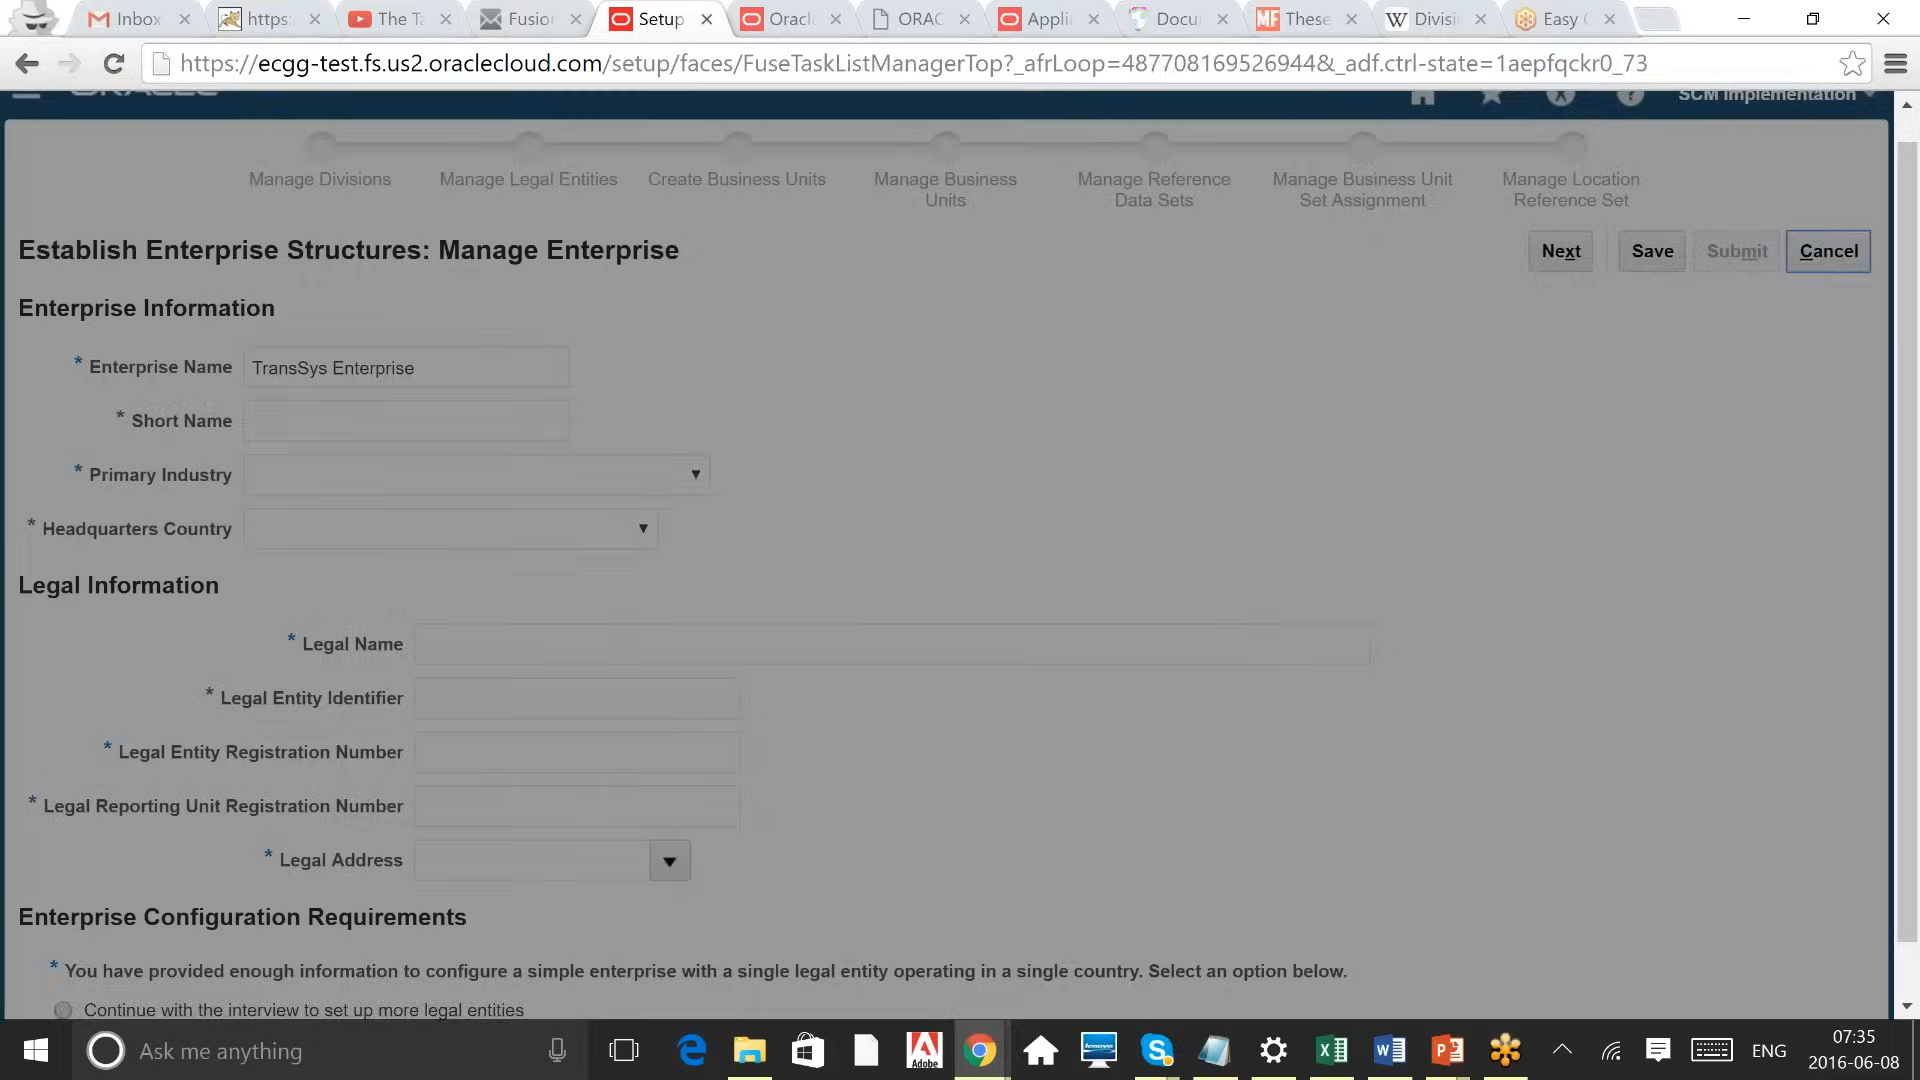 Inbox
https:
The Ta
Fusion
Setup
Oracle
ORAC
Appli
Docu
These
Divisi
Easy
https://ecgg-test.fs.us2.oraclecloud.com/setup/faces/FuseTaskListManagerTop?_afrLoop=487708169526944&_adf.ctrl-state=1aepfqckr0_73
ORACLE
SCM Implementation
Manage Divisions
Manage Legal Entities
Create Business Units
Manage Business
Units
Manage Reference
Data Sets
Manage Business Unit
Set Assignment
Manage Location
Reference Set
Establish Enterprise Structures: Manage Enterprise
Next
Save
Submit
Cancel
Enterprise Information
* Enterprise Name
TransSys Enterprise
* Short Name
* Primary Industry
* Headquarters Country
Legal Information
* Legal Name
* Legal Entity Identifier
* Legal Entity Registration Number
* Legal Reporting Unit Registration Number
* Legal Address
Enterprise Configuration Requirements
* You have provided enough information to configure a simple enterprise with a single legal entity operating in a single country. Select an option below.
Continue with the interview to set up more legal entities
Ask me anything
Adobe
lenovo
ENG
07:35
2016-06-08